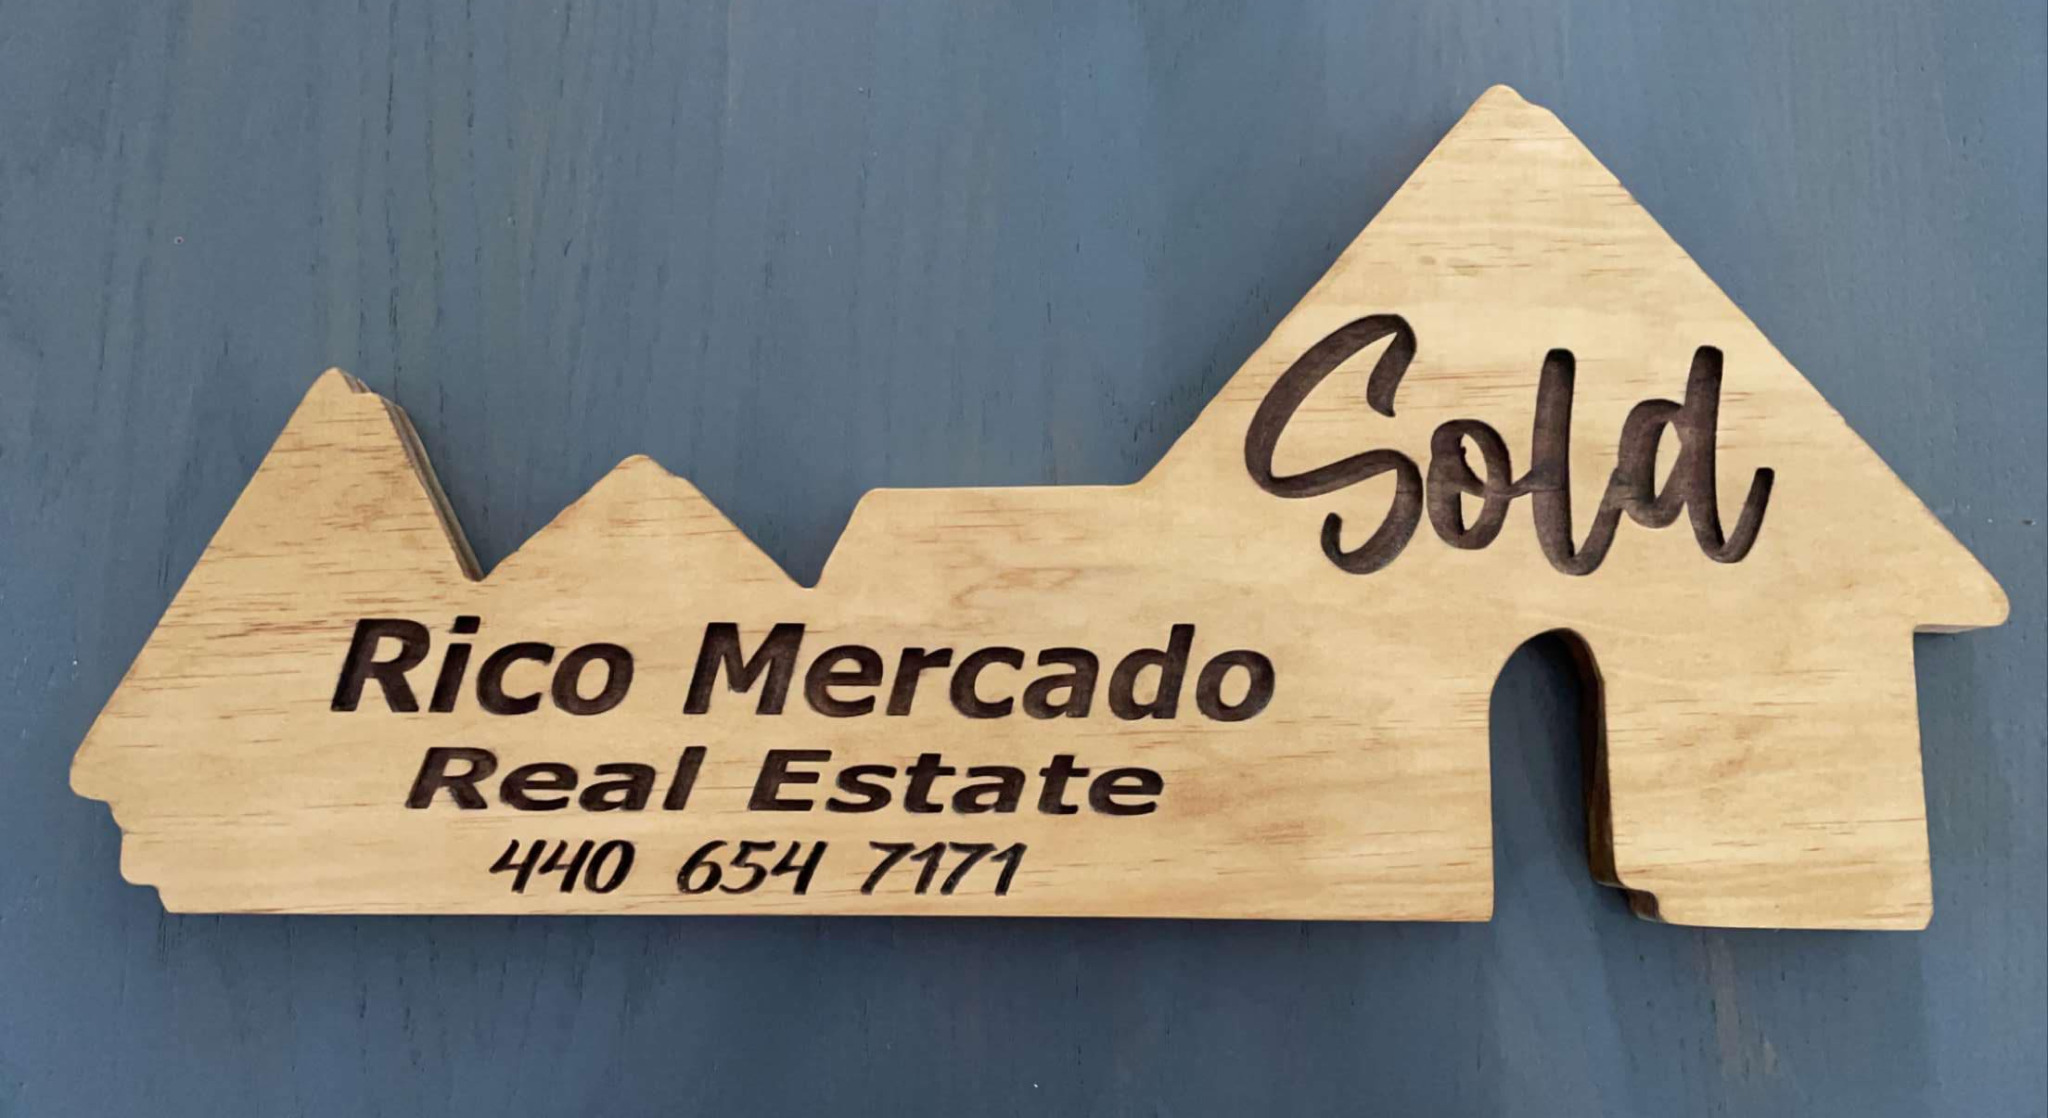 Sold
Rico Mercado
Real Estate
440 654 7171